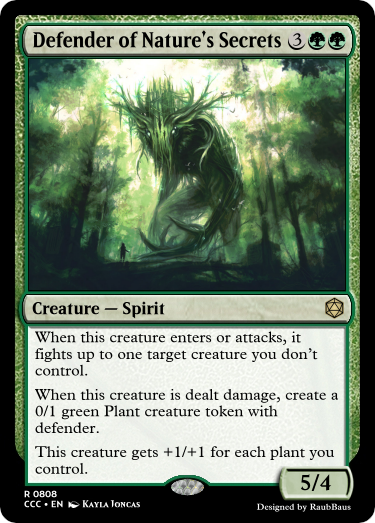 Defender of Nature's Secrets 3
Creature — Spirit
When this creature enters or attacks, it
fights up to one target creature you don't
control.
When this creature is dealt damage, create a
0/1 green Plant creature token with
defender.
This creature gets +1/+1 for each plant you
control.
5/4
R 0808
CCC • EN Kayla Joncas
Designed by RaubBaus